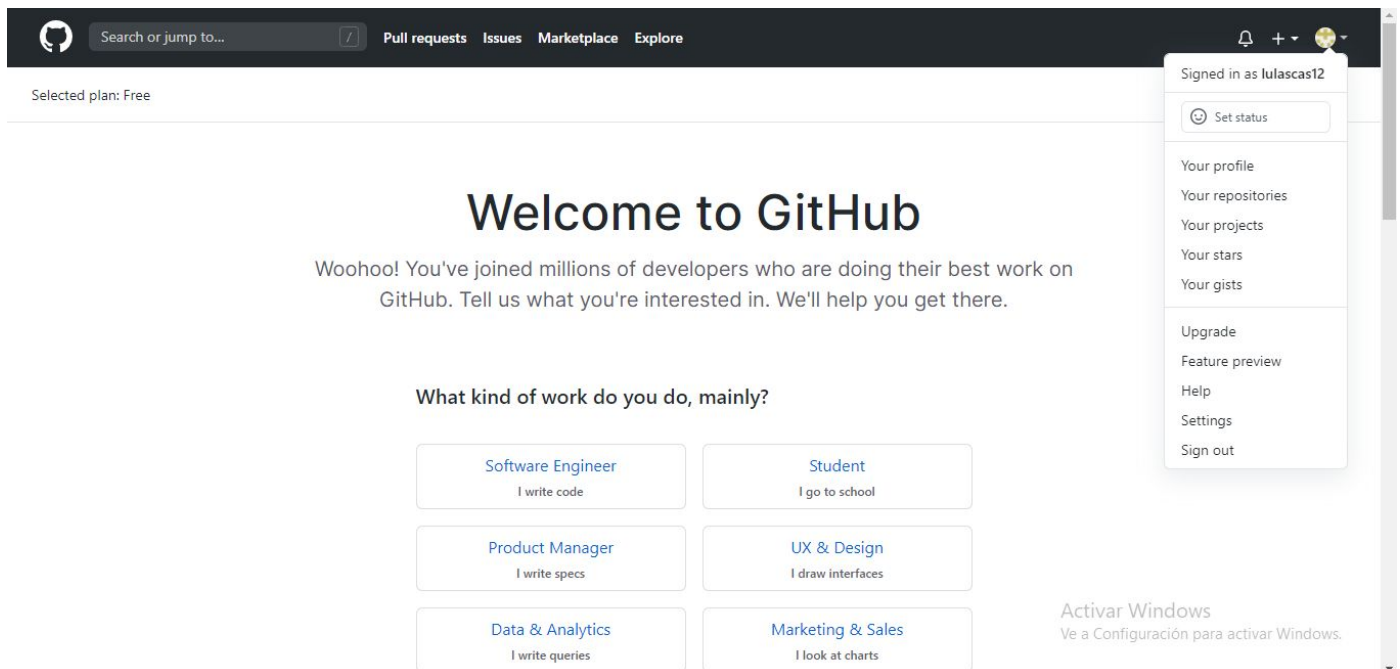 Search or jump to... /
Pull requests Issues Marketplace Explore
Signed in as lulascas12
Set status
Your profile
Your repositories
Your projects
Your stars
Your gists
Upgrade
Feature preview
Help
Settings
Sign out
Selected plan: Free
Welcome to GitHub
Woohoo! You've joined millions of developers who are doing their best work on
GitHub. Tell us what you're interested in. We'll help you get there.
What kind of work do you do, mainly?
Software Engineer
I write code
Student
I go to school
Product Manager
I write specs
UX & Design
I draw interfaces
Data & Analytics
I write queries
Marketing & Sales
I look at charts
Activar Windows
Ve a Configuración para activar Windows.